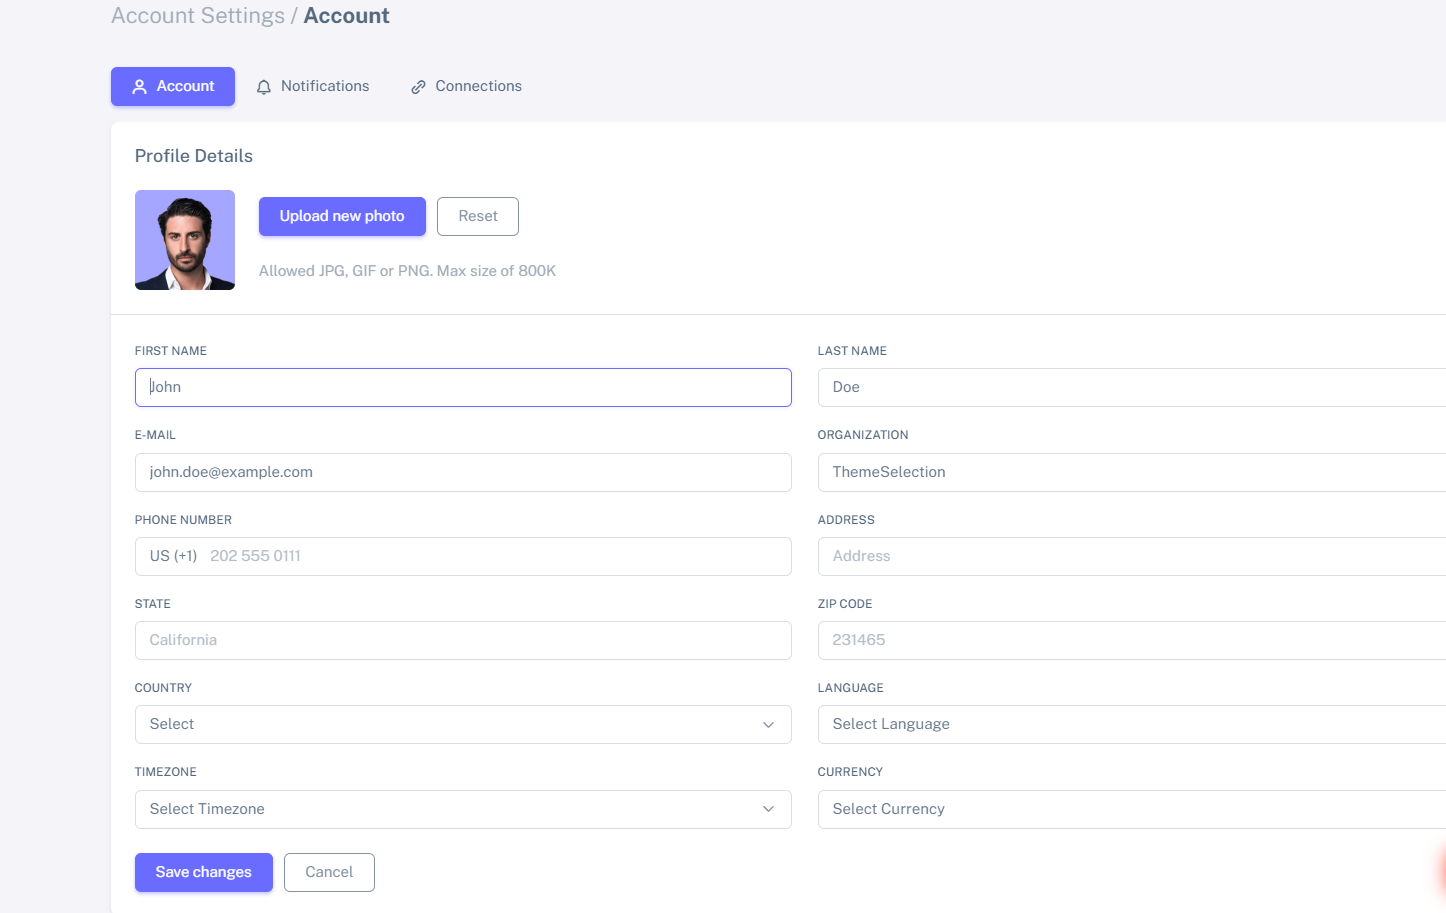 Account Settings / Account
Account Notifications Connections
Profile Details
Upload new photo Reset
Allowed JPG, GIF or PNG. Max size of 800K
FIRST NAME LAST NAME
John Doe
E-MAIL ORGANIZATION
john.doe@example.com ThemeSelection
PHONE NUMBER ADDRESS
US (+1) 202 555 0111 Address
STATE ZIP CODE
California 231465
COUNTRY LANGUAGE
Select Select Language
TIMEZONE CURRENCY
Select Timezone Select Currency
Save changes Cancel